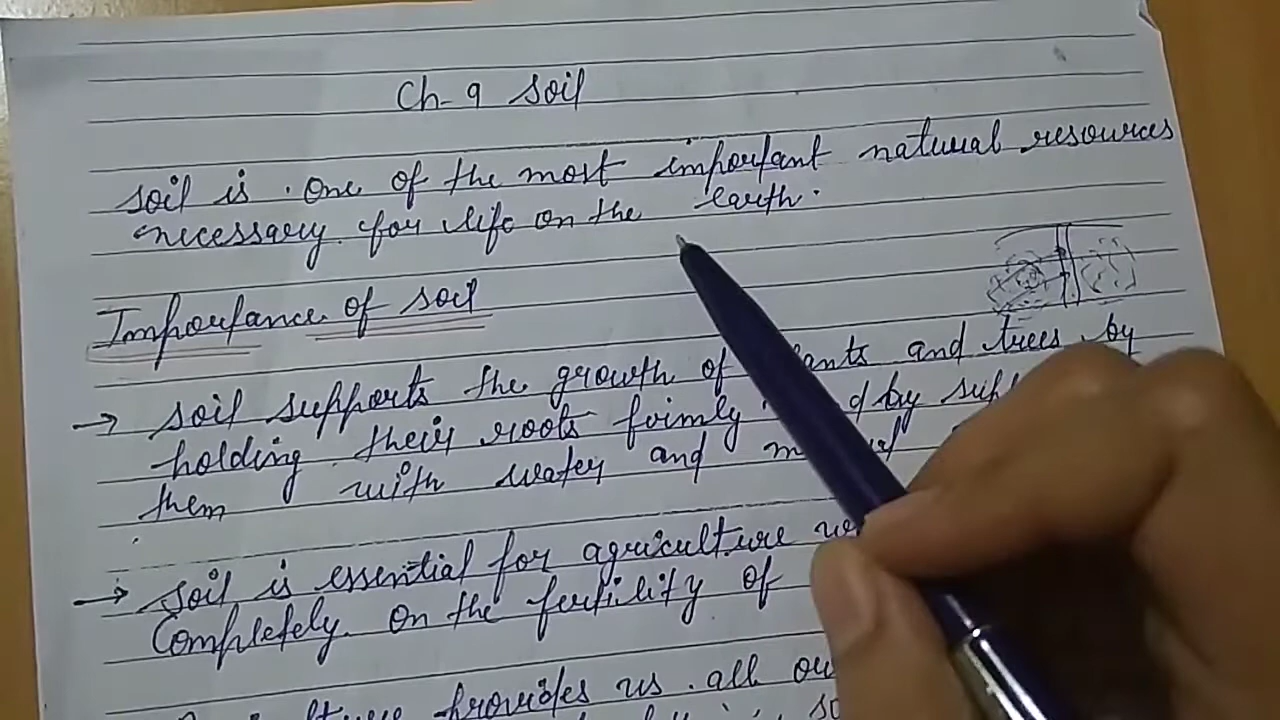 Ch-9 Soil
Soil is one of the most important natural resources
necessary for life on the earth.
Importance of soil
→ Soil supports the growth of and trees by
holding their roots firmly by
them with water and
→ Soil is essential for agriculture
Completely on the fertility of
provides us all